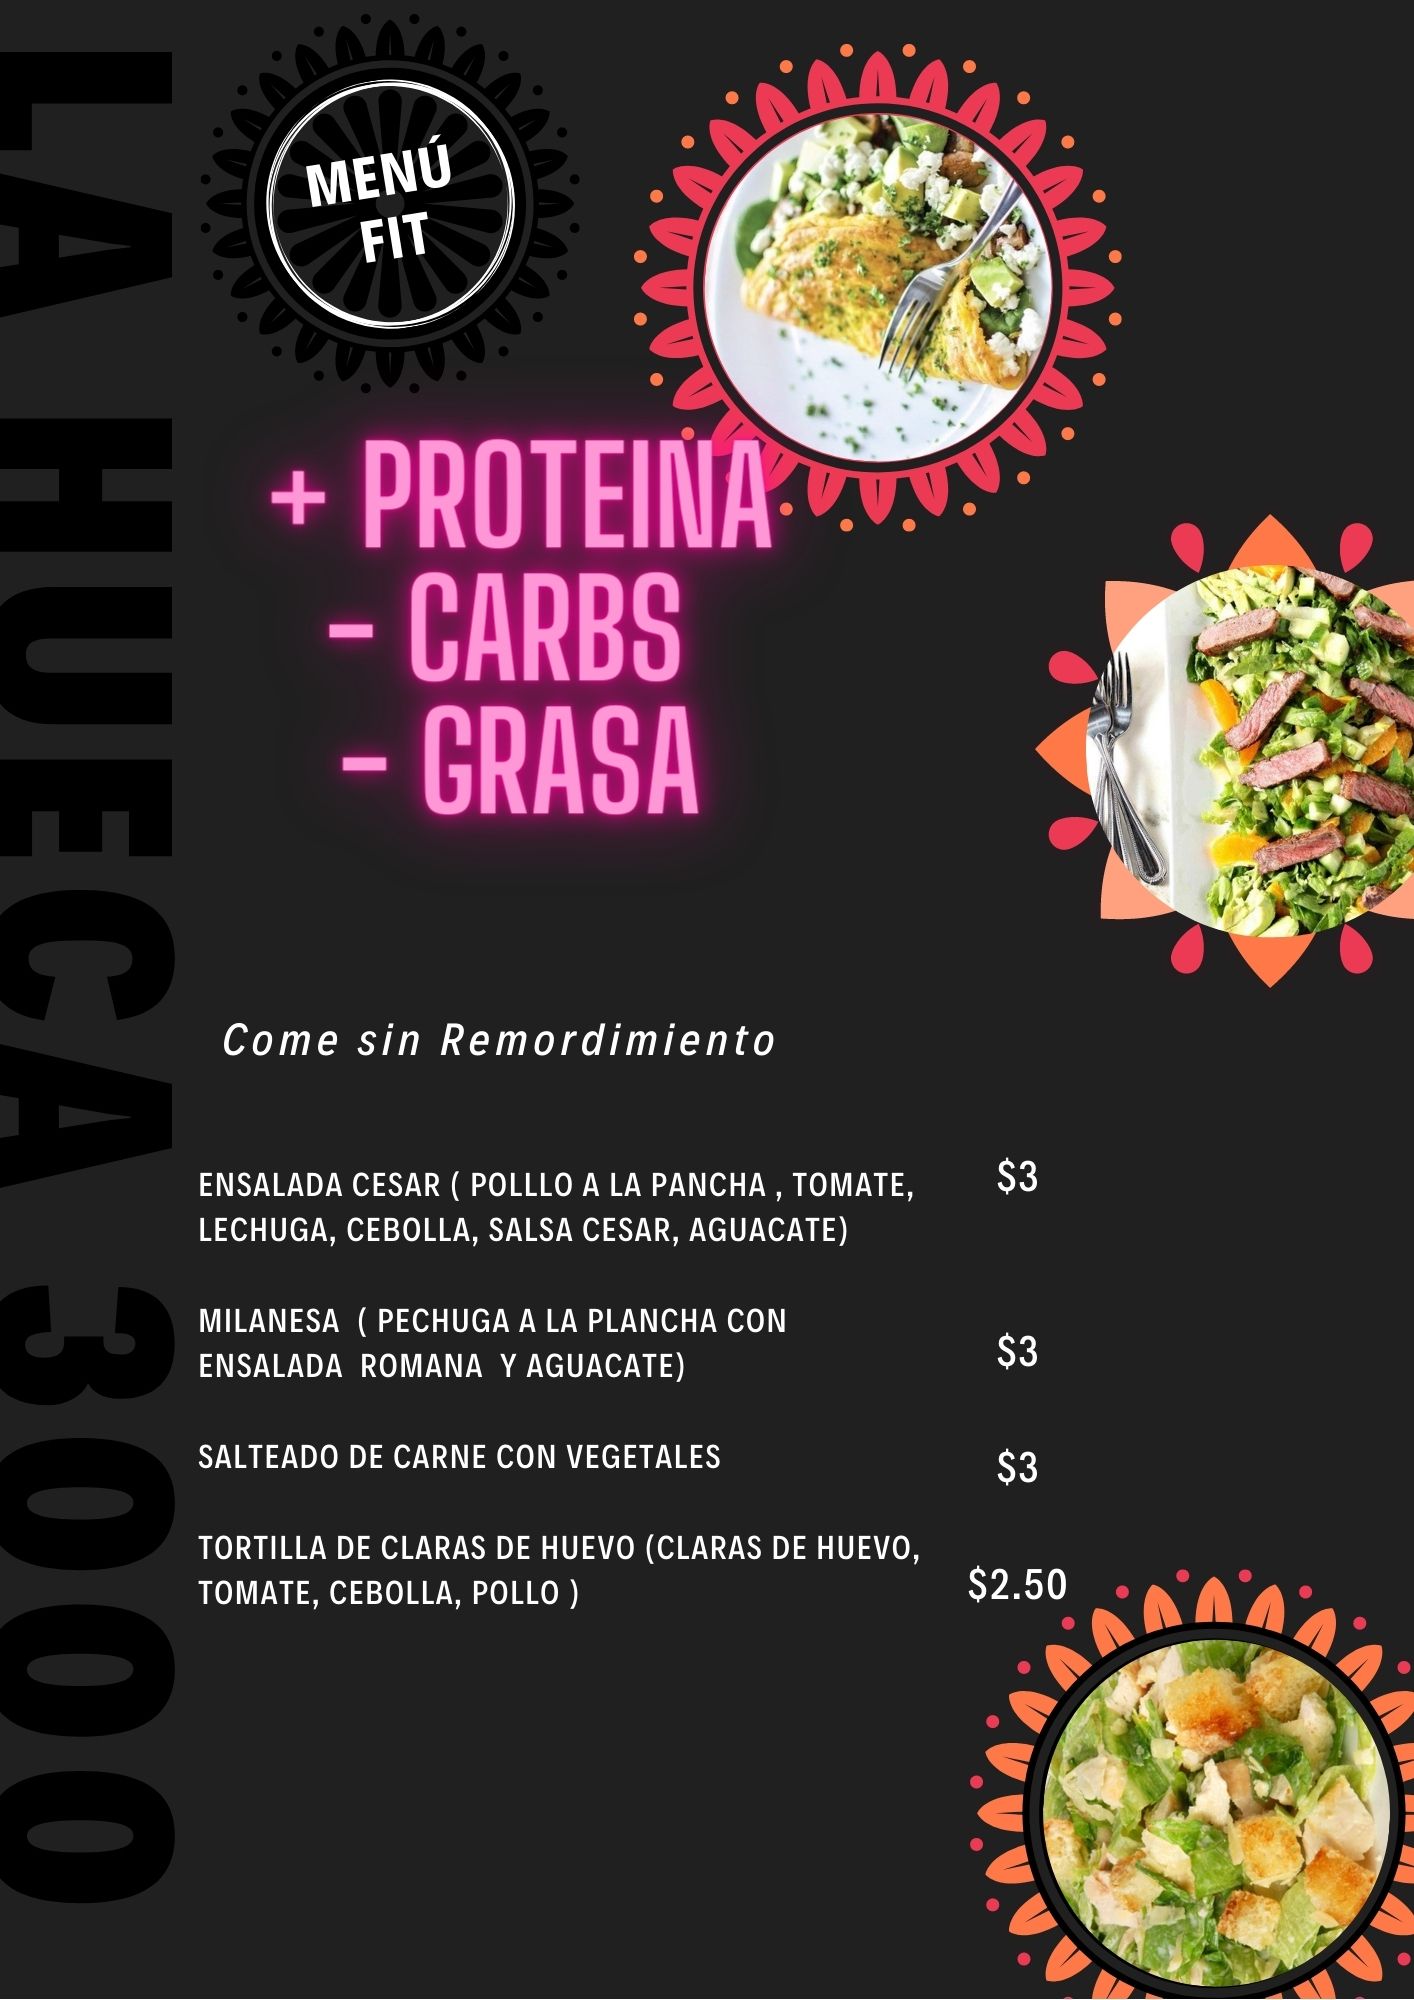 LA HUECA 3000
MENÚ
FIT
+ PROTEINA
- CARBS
- GRASA
Come sin Remordimiento
ENSALADA CESAR ( POLLLO A LA PANCHA , TOMATE,
LECHUGA, CEBOLLA, SALSA CESAR, AGUACATE)
$3
MILANESA ( PECHUGA A LA PLANCHA CON
ENSALADA ROMANA Y AGUACATE)
$3
SALTEADO DE CARNE CON VEGETALES
$3
TORTILLA DE CLARAS DE HUEVO (CLARAS DE HUEVO,
TOMATE, CEBOLLA, POLLO )
$2.50